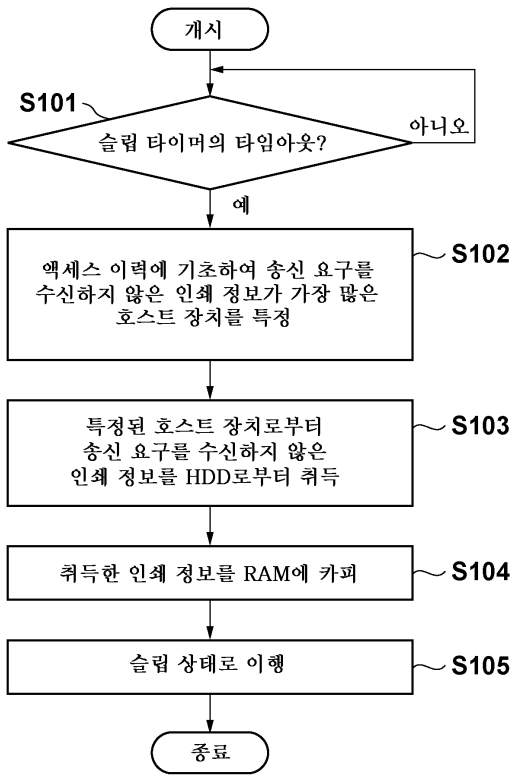 개시
S101
슬립 타이머의 타임아웃?
아니오
예
S102
액세스 이력에 기초하여 송신 요구를
수신하지 않은 인쇄 정보가 가장 많은
호스트 장치를 특정
S103
특정된 호스트 장치로부터
송신 요구를 수신하지 않은
인쇄 정보를 HDD로부터 취득
S104
취득한 인쇄 정보를 RAM에 카피
S105
슬립 상태로 이행
종료